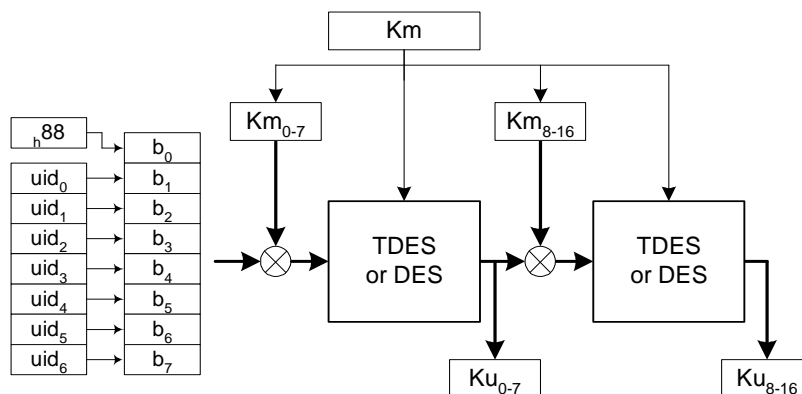 Km
Km0-7
Km8-16
h88
b0
uid0
b1
uid1
b2
uid2
b3
uid3
b4
uid4
b5
uid5
b6
uid6
b7
TDES
or DES
TDES
or DES
Ku0-7
Ku8-16